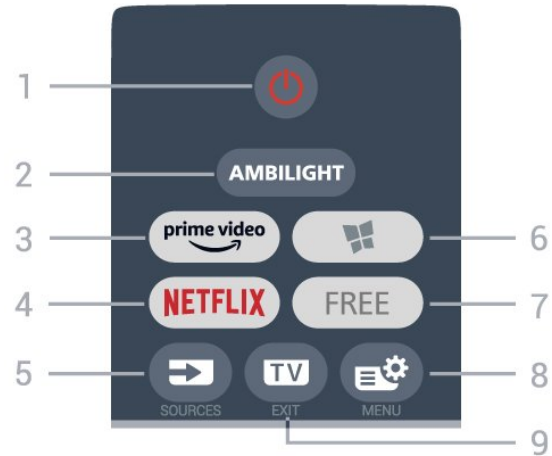 1
2 AMBILIGHT
3 prime video 6
4 NETFLIX FREE 7
5 TV 8
SOURCES EXIT MENU
9